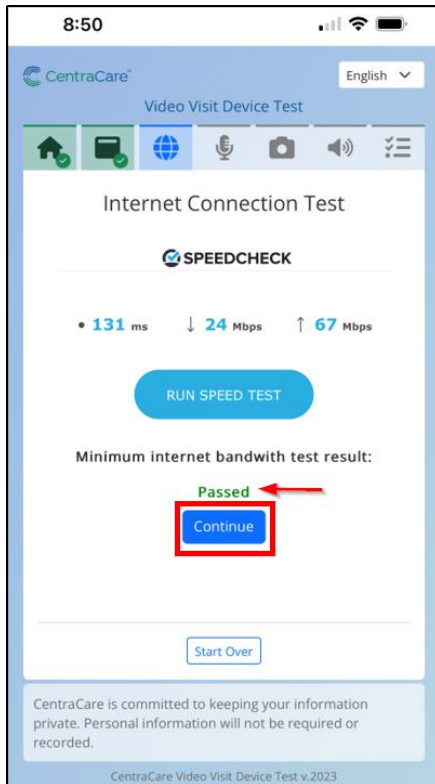 8:50
CentraCare
English
Video Visit Device Test
Internet Connection Test
SPEEDCHECK
131 ms ↓ 24 Mbps ↑ 67 Mbps
RUN SPEED TEST
Minimum internet bandwith test result:
Passed
Continue
Start Over
CentraCare is committed to keeping your information
private. Personal information will not be required or
recorded.
CentraCare Video Visit Device Test v.2023